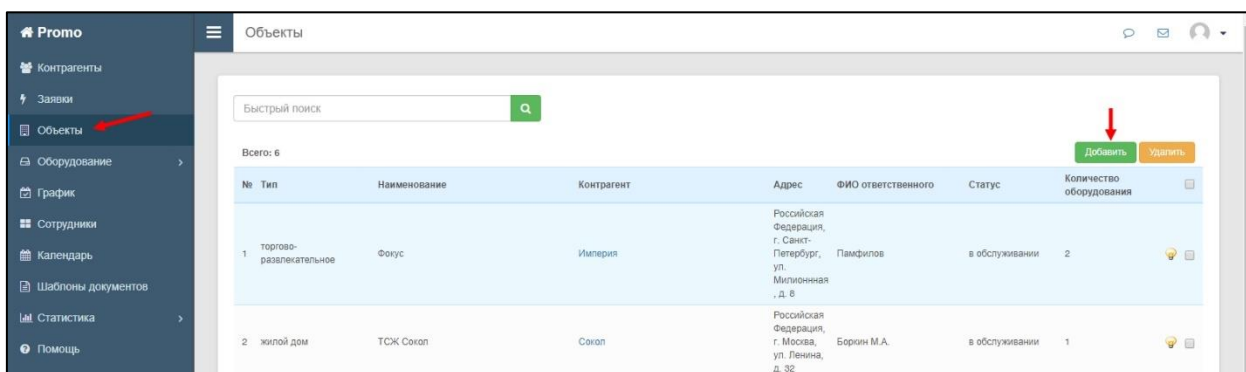 Promo
Объекты
Контрагенты
Заявки
Быстрый поиск
Объекты
Всего: 6
Добавить
Удалить
Оборудование
№ Тип Наименование Контрагент Адрес ФИО ответственного Статус Количество оборудования
График
Сотрудники
Календарь
Шаблоны документов
Статистика
Помощь
1 торгово-развлекательное Фокус Империя Российская Федерация, г. Санкт-Петербург, ул. Милионнная, д. 8 Памфилов в обслуживании 2
2 жилой дом ТСЖ Сокол Сокол Российская Федерация, г. Москва, ул. Ленина, д. 32 Боркин М.А. в обслуживании 1